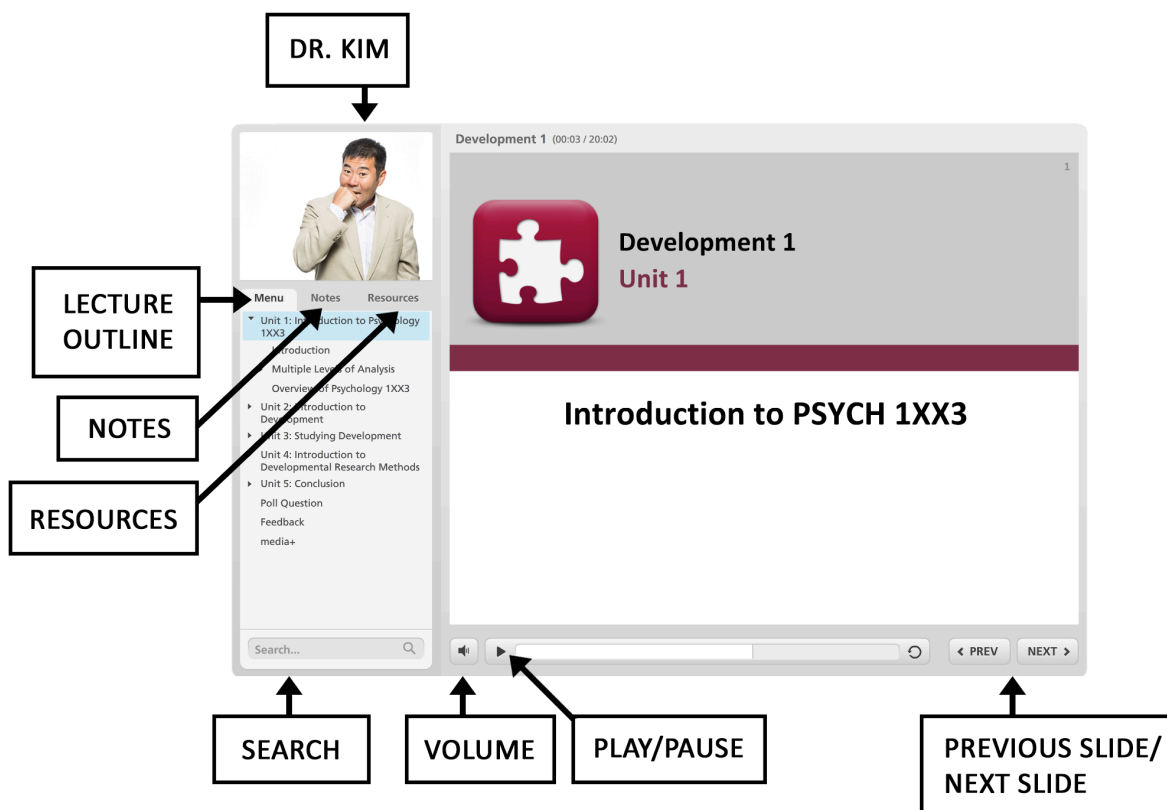 DR. KIM
Development 1 (00:03 / 20:02)
1
Development 1
Unit 1
LECTURE
OUTLINE
Menu Notes Resources
Unit 1: Introduction to Psychology
1XX3
Introduction
Multiple Levels of Analysis
Overview of Psychology 1XX3
Unit 2: Introduction to
Development
Unit 3: Studying Development
Unit 4: Introduction to
Developmental Research Methods
Unit 5: Conclusion
Poll Question
Feedback
media+
NOTES
RESOURCES
Introduction to PSYCH 1XX3
Search...
< PREV
NEXT >
SEARCH
VOLUME
PLAY/PAUSE
PREVIOUS SLIDE/
NEXT SLIDE